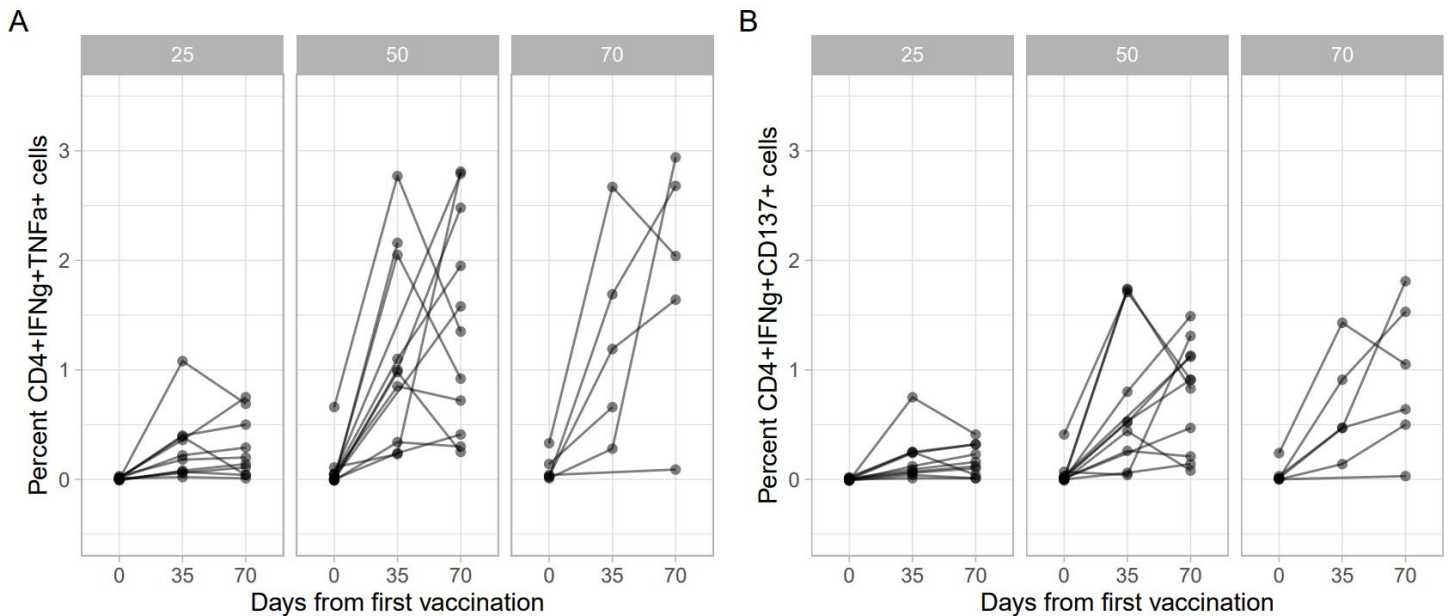 A
25 50 70
Percent CD4+IFNg+TNFa+ cells
3
2
1
0
0 35 70 0 35 70 0 35 70
Days from first vaccination
B
25 50 70
Percent CD4+IFNg+CD137+ cells
3
2
1
0
0 35 70 0 35 70 0 35 70
Days from first vaccination